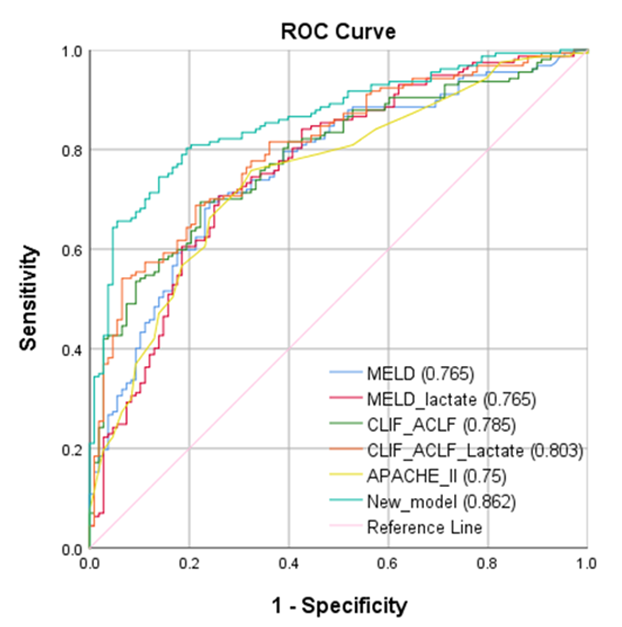 ROC Curve
1.0
0.8
0.6
0.4
0.2
0.0
Sensitivity
MELD (0.765)
MELD_lactate (0.765)
CLIF_ACLF (0.785)
CLIF_ACLF_Lactate (0.803)
APACHE_II (0.75)
New_model (0.862)
Reference Line
0.0 0.2 0.4 0.6 0.8 1.0
1 - Specificity